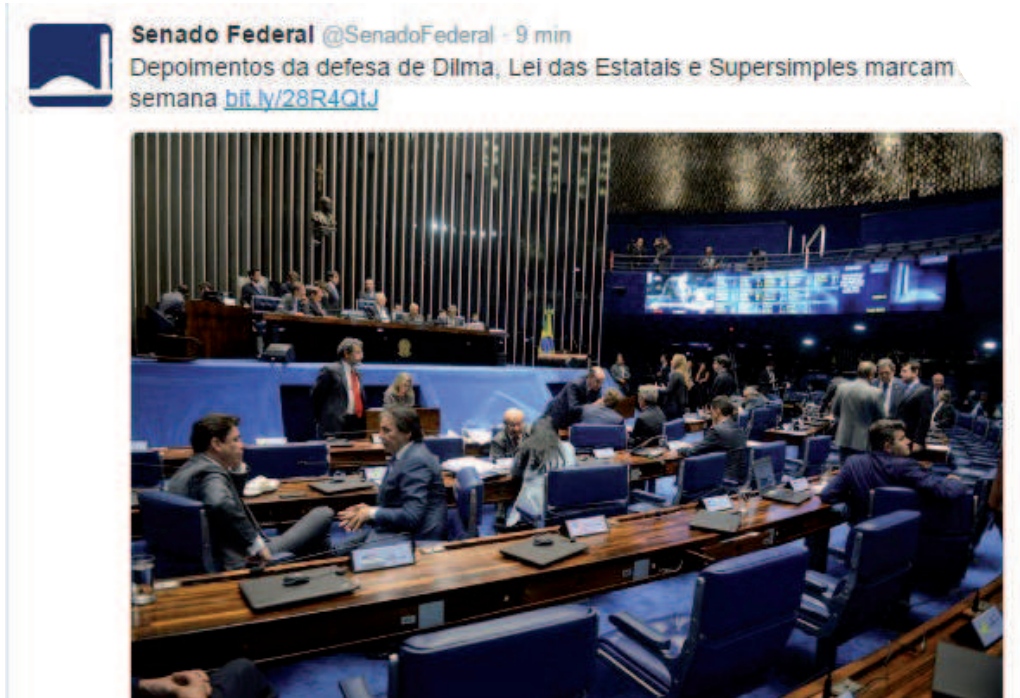 Senado Federal @SenadoFederal · 9 min
Depoimentos da defesa de Dilma, Lei das Estatais e Supersimples marcam
semana bit.ly/28R4QtJ